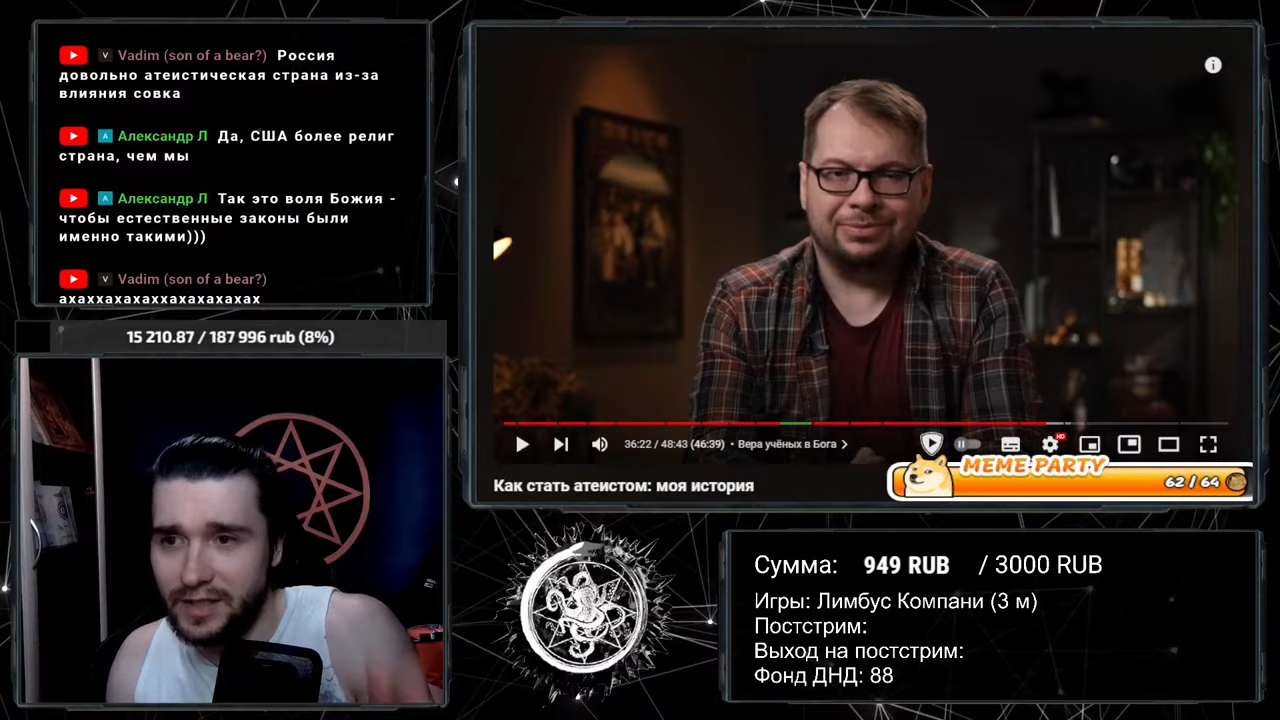 V Vadim (son of a bear?) Россия
довольно атеистическая страна из-за
влияния совка
А Александр Л Да, США более религ
страна, чем мы
А Александр Л Так это воля Божия -
чтобы естественные законы были
именно такими)))
V Vadim (son of a bear?)
ахаххахахаххахахахахах
15 210.87 / 187 996 rub (8%)
36:22 / 48:43 (46:39) • Вера учёных в Бога
HD
Как стать атеистом: моя история
MEME PARTY
62 / 64
Сумма: 949 RUB / 3000 RUB
Игры: Лимбус Компани (3 м)
Постстрим:
Выход на постстрим:
Фонд ДНД: 88